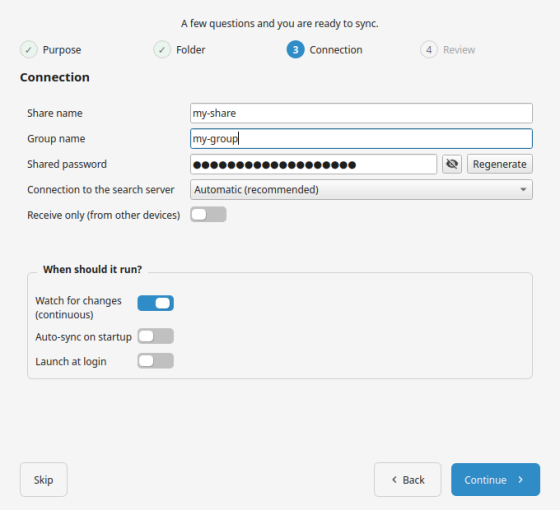 A few questions and you are ready to sync.
✓ Purpose ✓ Folder 3 Connection 4 Review
Connection
Share name my-share
Group name my-group
Shared password ●●●●●●●●●●●●●●●●●●● Regenerate
Connection to the search server Automatic (recommended)
Receive only (from other devices)
When should it run?
Watch for changes
(continuous)
Auto-sync on startup
Launch at login
Skip Back Continue